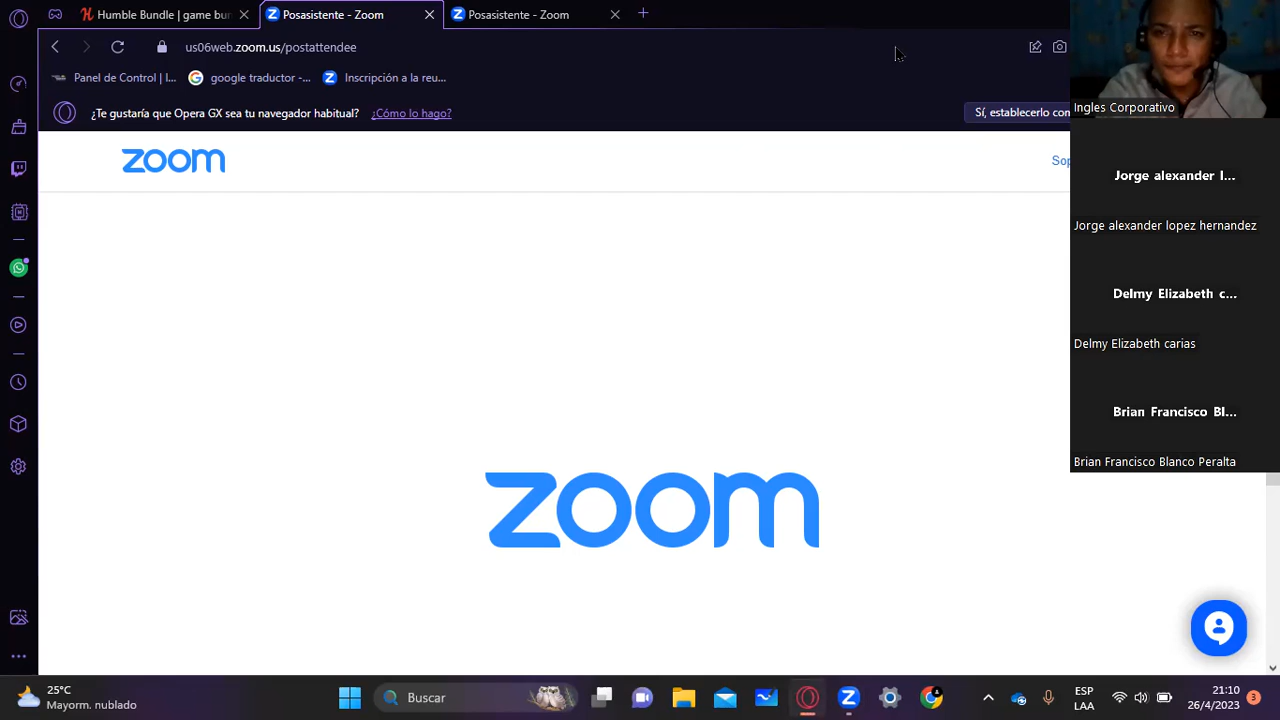 Humble Bundle | game bun
Posasistente - Zoom
Posasistente - Zoom
us06web.zoom.us/postattendee
Panel de Control | I...
google traductor -...
Inscripción a la reu...
¿Te gustaría que Opera GX sea tu navegador habitual? ¿Cómo lo hago?
Sí, establecerlo com
zoom
Sop
zoom
Ingles Corporativo
Jorge alexander l...
Jorge alexander lopez hernandez
Delmy Elizabeth c...
Delmy Elizabeth carias
Brian Francisco Bl...
Brian Francisco Blanco Peralta
25°C
Mayorm. nublado
Buscar
ESP
LAA
21:10
26/4/2023
3